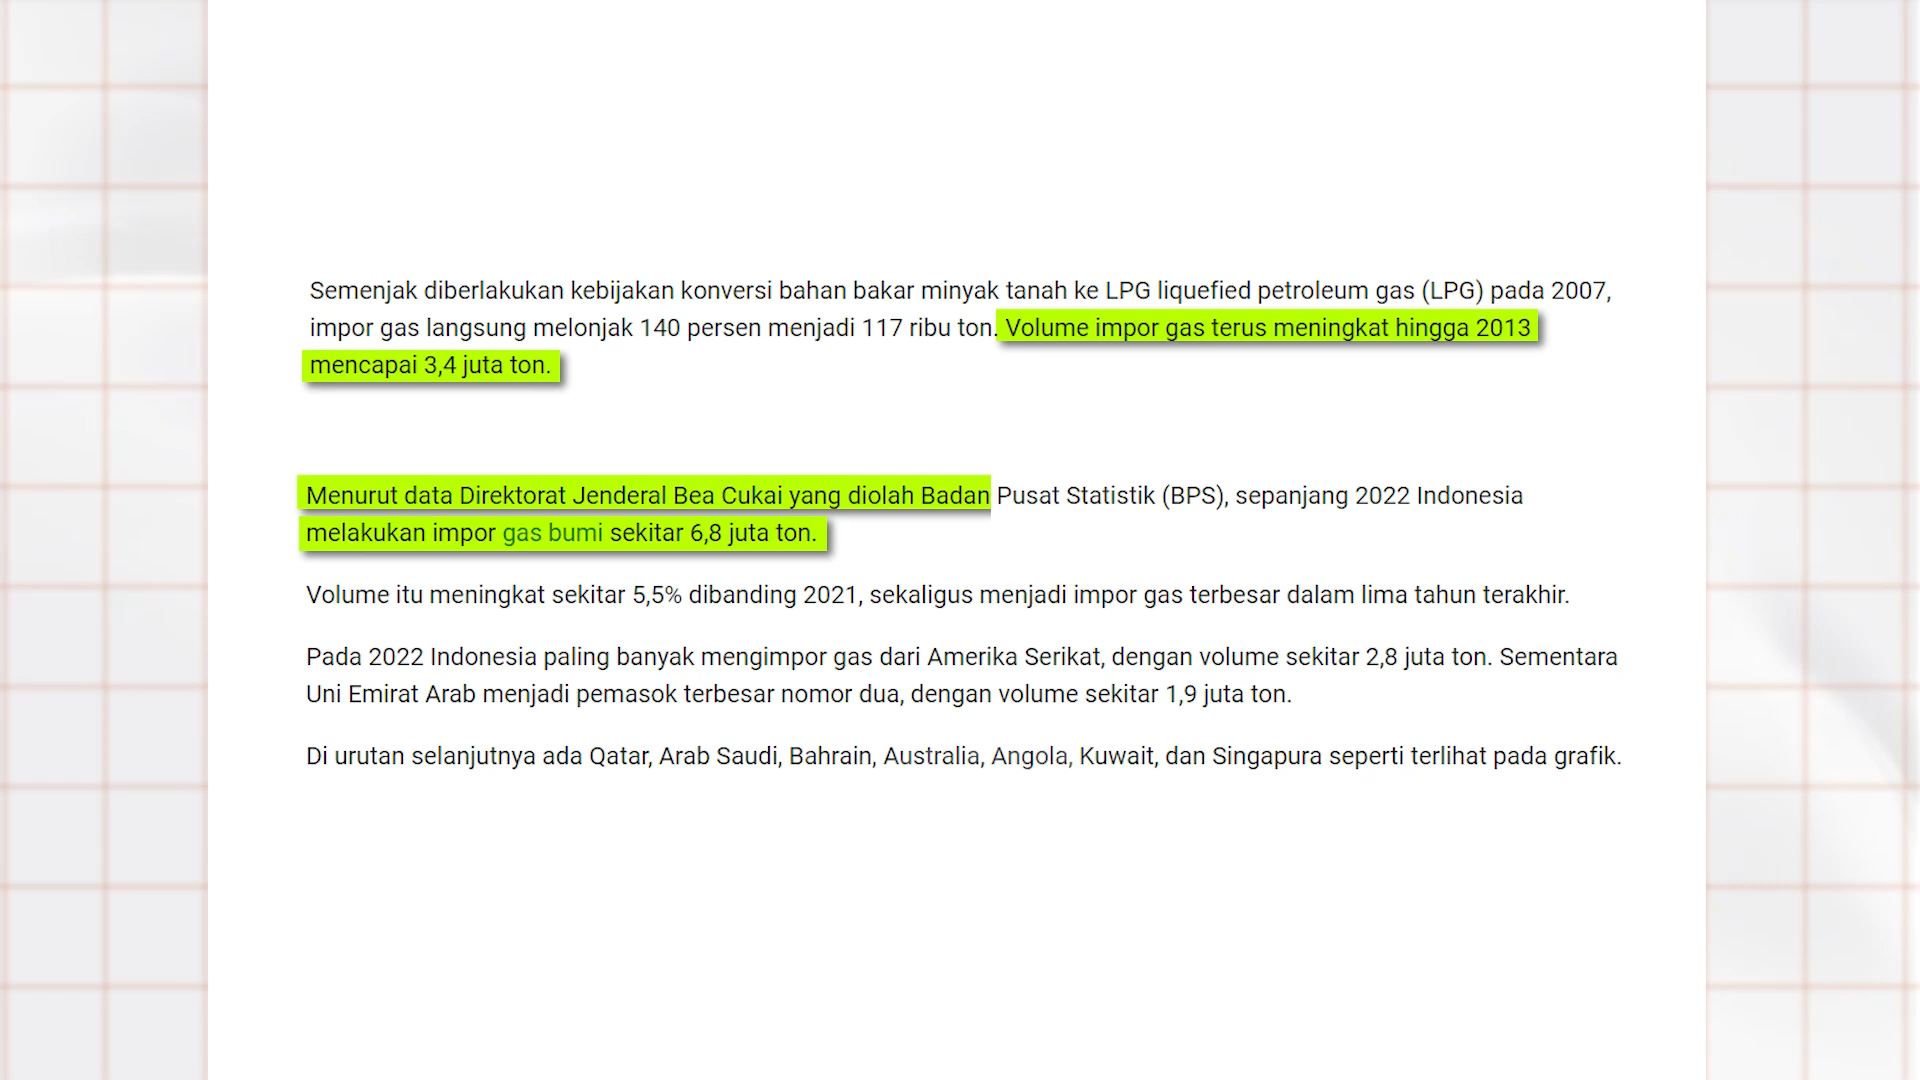 Semenjak diberlakukan kebijakan konversi bahan bakar minyak tanah ke LPG liquefied petroleum gas (LPG) pada 2007,
impor gas langsung melonjak 140 persen menjadi 117 ribu ton. Volume impor gas terus meningkat hingga 2013
mencapai 3,4 juta ton.
Menurut data Direktorat Jenderal Bea Cukai yang diolah Badan Pusat Statistik (BPS), sepanjang 2022 Indonesia
melakukan impor gas bumi sekitar 6,8 juta ton.
Volume itu meningkat sekitar 5,5% dibanding 2021, sekaligus menjadi impor gas terbesar dalam lima tahun terakhir.
Pada 2022 Indonesia paling banyak mengimpor gas dari Amerika Serikat, dengan volume sekitar 2,8 juta ton. Sementara
Uni Emirat Arab menjadi pemasok terbesar nomor dua, dengan volume sekitar 1,9 juta ton.
Di urutan selanjutnya ada Qatar, Arab Saudi, Bahrain, Australia, Angola, Kuwait, dan Singapura seperti terlihat pada grafik.